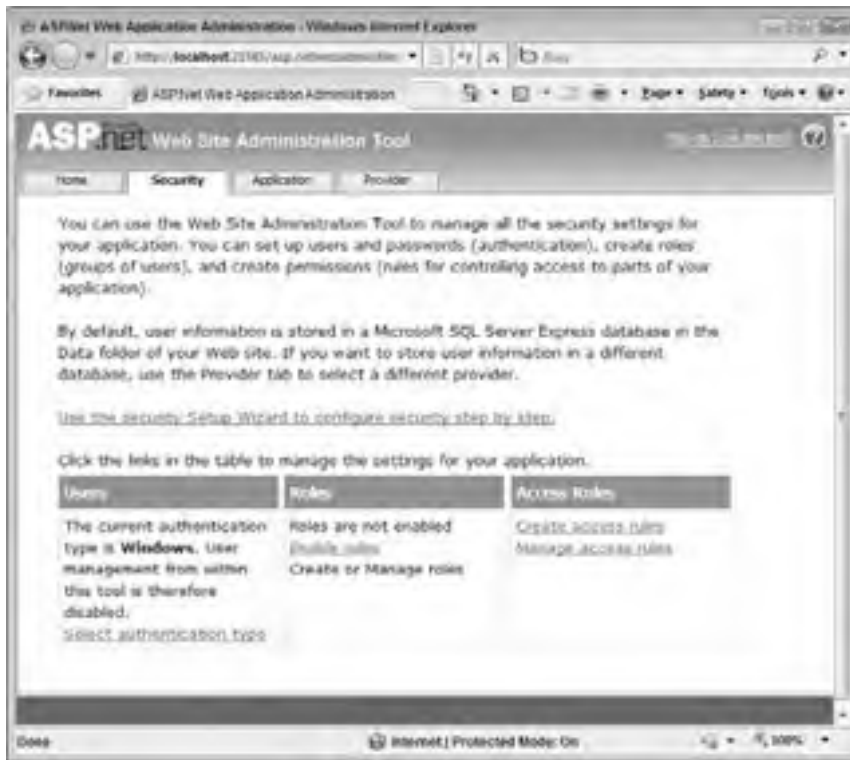 ASP.Net Web Application Administration - Windows Internet Explorer
http://localhost
Favorites ASP.Net Web Application Administration Page Safety Tools
ASP.net Web Site Administration Tool
Home Security Application Provider
You can use the Web Site Administration Tool to manage all the security settings for
your application. You can set up users and passwords (authentication), create roles
(groups of users), and create permissions (rules for controlling access to parts of your
application).
By default, user information is stored in a Microsoft SQL Server Express database in the
Data folder of your Web site. If you want to store user information in a different
database, use the Provider tab to select a different provider.
Use the security Setup Wizard to configure security step by step.
Click the links in the table to manage the settings for your application.
Users Roles Access Rules
The current authentication
type is Windows. User
management from within
this tool is therefore
disabled.
Select authentication type
Roles are not enabled
Enable roles
Create or Manage roles
Create access rules
Manage access rules
Done Internet | Protected Mode: On 100%